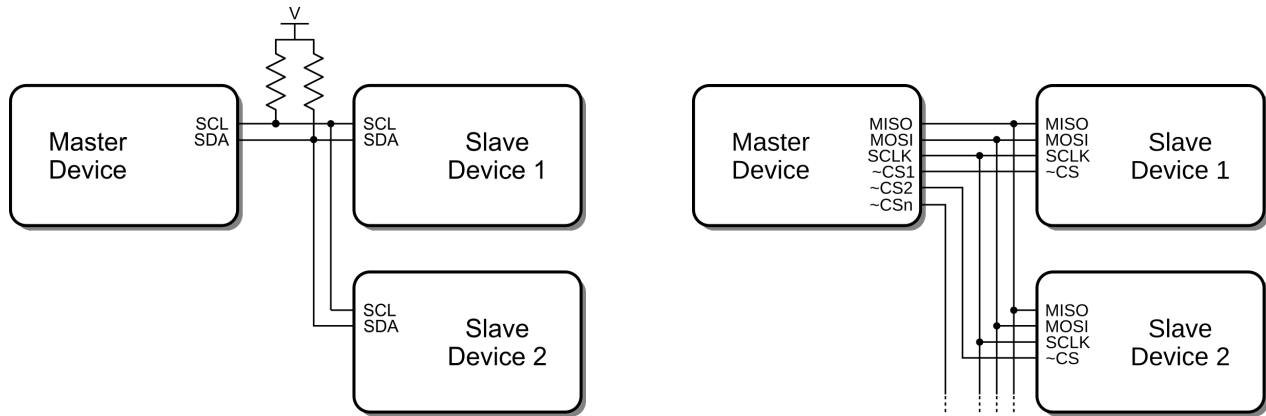 V
Master
Device
SCL
SDA
SCL
SDA
Slave
Device 1
SCL
SDA
Slave
Device 2
Master
Device
MISO
MOSI
SCLK
~CS1
~CS2
~CSn
MISO
MOSI
SCLK
~CS
Slave
Device 1
MISO
MOSI
SCLK
~CS
Slave
Device 2